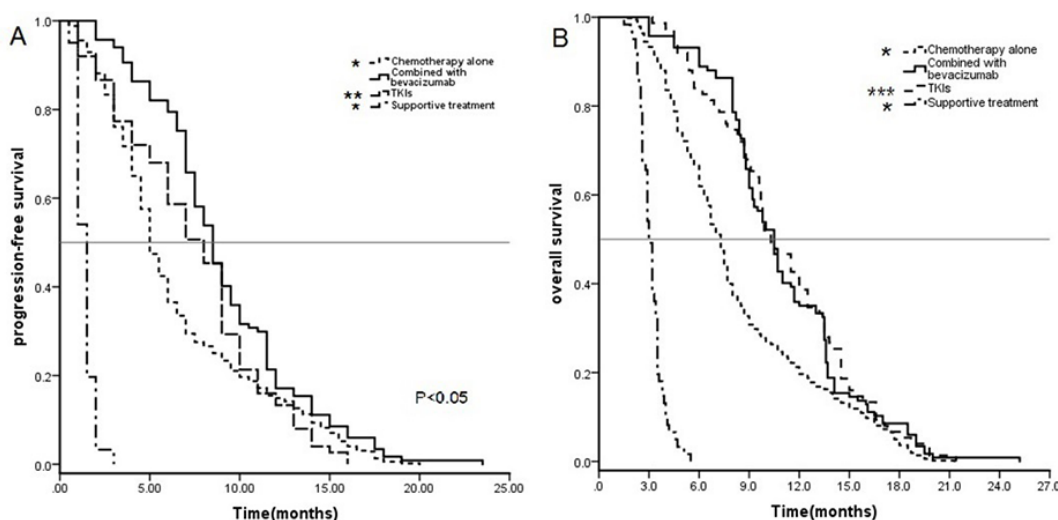 A
1.0
0.8
0.6
0.4
0.2
0.0
progression-free survival
* Chemotherapy alone
Combined with
bevacizumab
** TKIs
* Supportive treatment
P<0.05
.00 5.00 10.00 15.00 20.00 25.00
Time(months)
B
1.0
0.8
0.6
0.4
0.2
0.0
overall survival
* Chemotherapy alone
Combined with
bevacizumab
*** TKIs
* Supportive treatment
.0 3.0 6.0 9.0 12.0 15.0 18.0 21.0 24.0 27.0
Time(months)